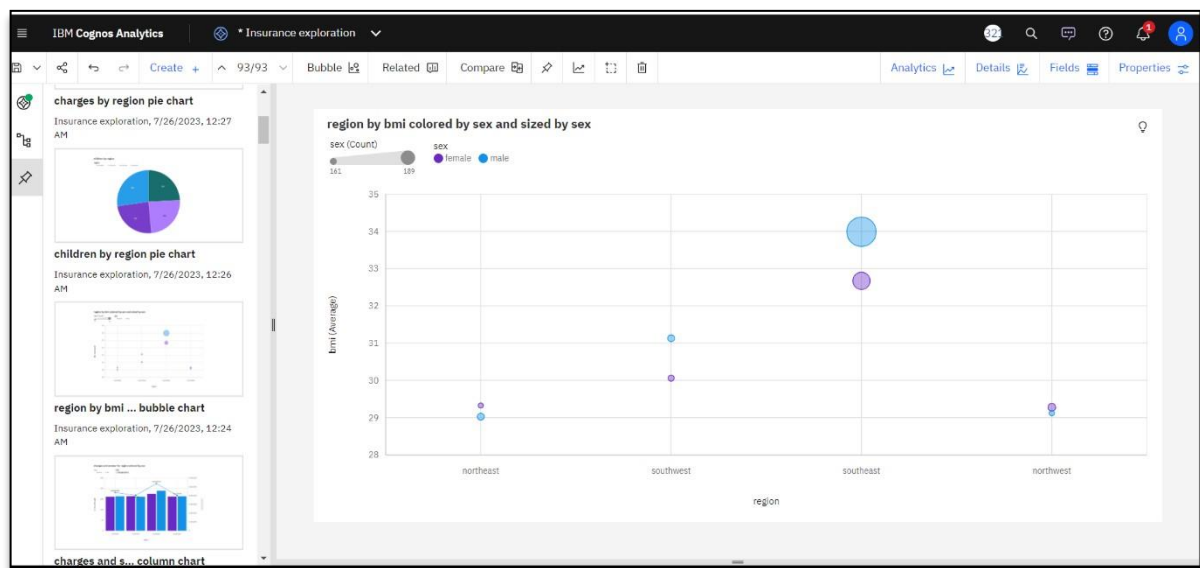 IBM Cognos Analytics
* Insurance exploration
1
Create +
93/93
Bubble
Related
Compare
Analytics
Details
Fields
Properties
charges by region pie chart
Insurance exploration, 7/26/2023, 12:27
AM
children by region pie chart
Insurance exploration, 7/26/2023, 12:26
AM
region by bmi ... bubble chart
Insurance exploration, 7/26/2023, 12:24
AM
charges and s... column chart
region by bmi colored by sex and sized by sex
sex (Count)
161
189
sex
female
male
bmi (Average)
35
34
33
32
31
30
29
28
northeast
southwest
southeast
northwest
region